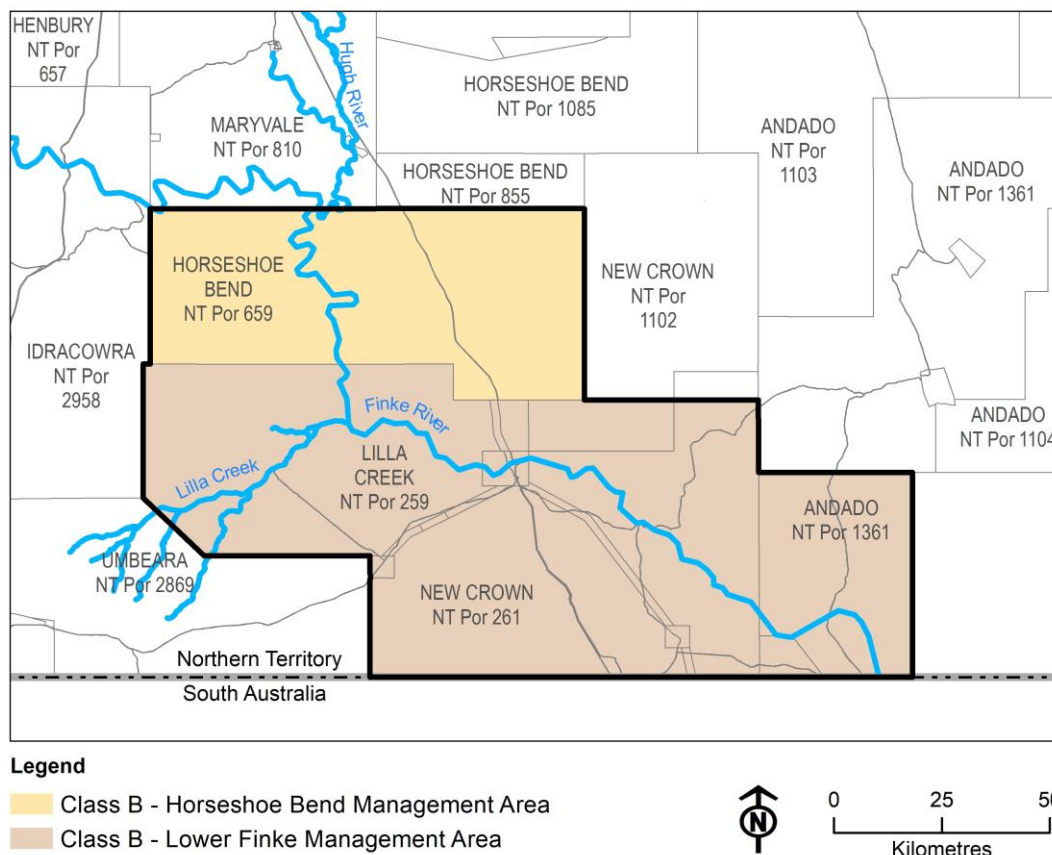 HENBURY
NT Por
657
Hugh River
MARYVALE
NT Por 810
HORSESHOE BEND
NT Por 1085
ANDADO
NT Por
1103
HORSESHOE BEND
NT Por 855
ANDADO
NT Por 1361
HORSESHOE
BEND
NT Por 659
NEW CROWN
NT Por
1102
IDRACOWRA
NT Por
2958
Finke River
ANDADO
NT Por 1104
Lilla Creek
LILLA
CREEK
NT Por 259
ANDADO
NT Por 1361
UMBEARA
NT Por 2869
NEW CROWN
NT Por 261
Northern Territory
South Australia
Legend
Class B - Horseshoe Bend Management Area
Class B - Lower Finke Management Area
N
0 25 50
Kilometres